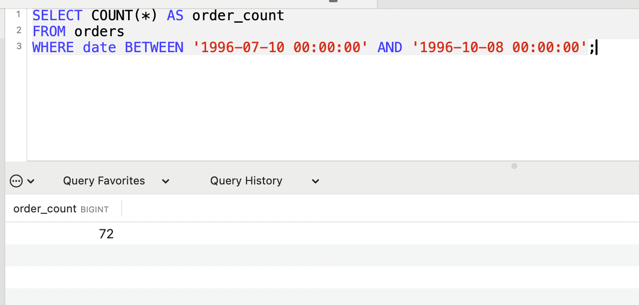 1 SELECT COUNT(*) AS order_count
2 FROM orders
3 WHERE date BETWEEN '1996-07-10 00:00:00' AND '1996-10-08 00:00:00';
Query Favorites Query History
order_count BIGINT
72